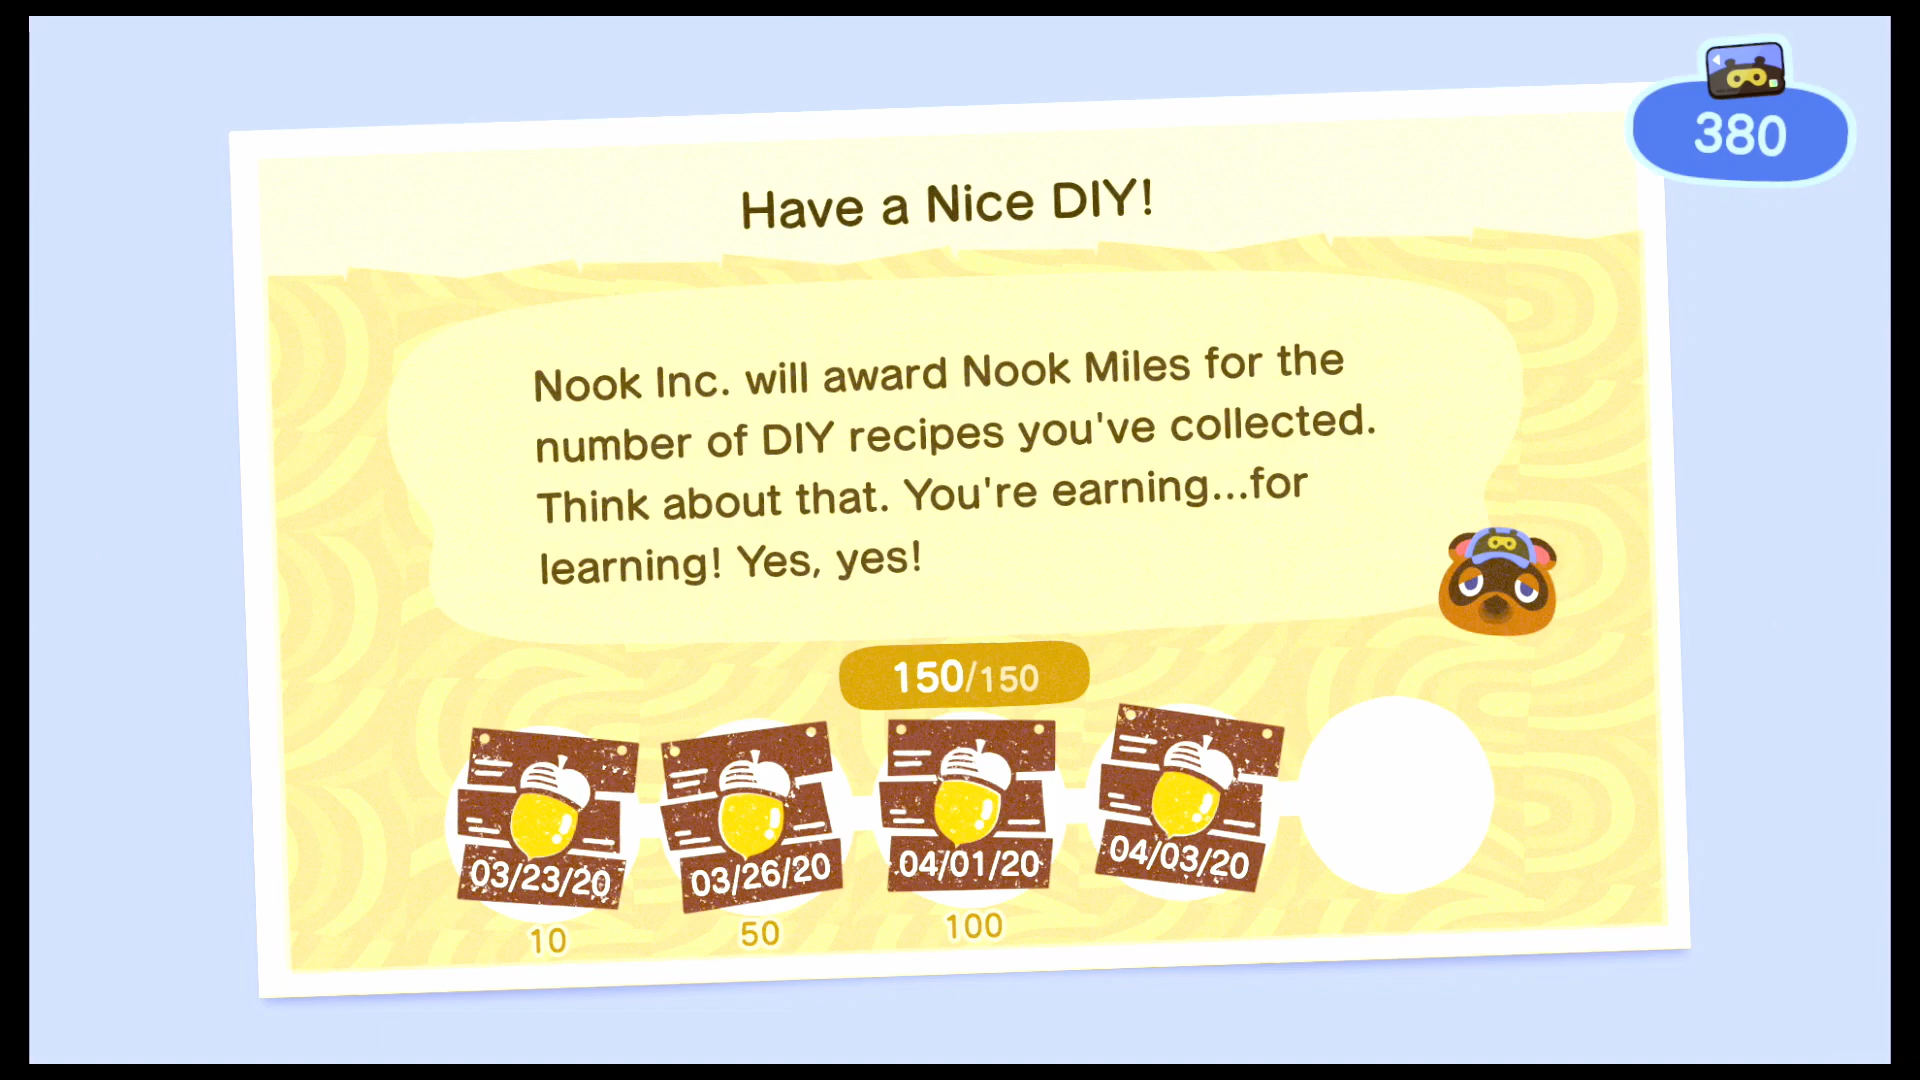 380
Have a Nice DIY!
Nook Inc. will award Nook Miles for the
number of DIY recipes you've collected.
Think about that. You're earning...for
learning! Yes, yes!
150/150
03/23/20
03/26/20
04/01/20
04/03/20
10
50
100